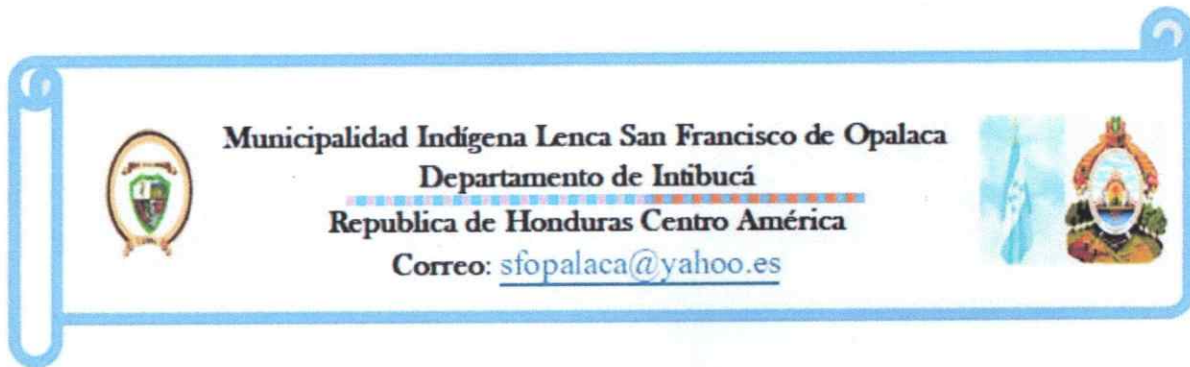 Municipalidad Indígena Lenca San Francisco de Opalaca
Departamento de Intibucá
Republica de Honduras Centro América
Correo: sfopalaca@yahoo.es